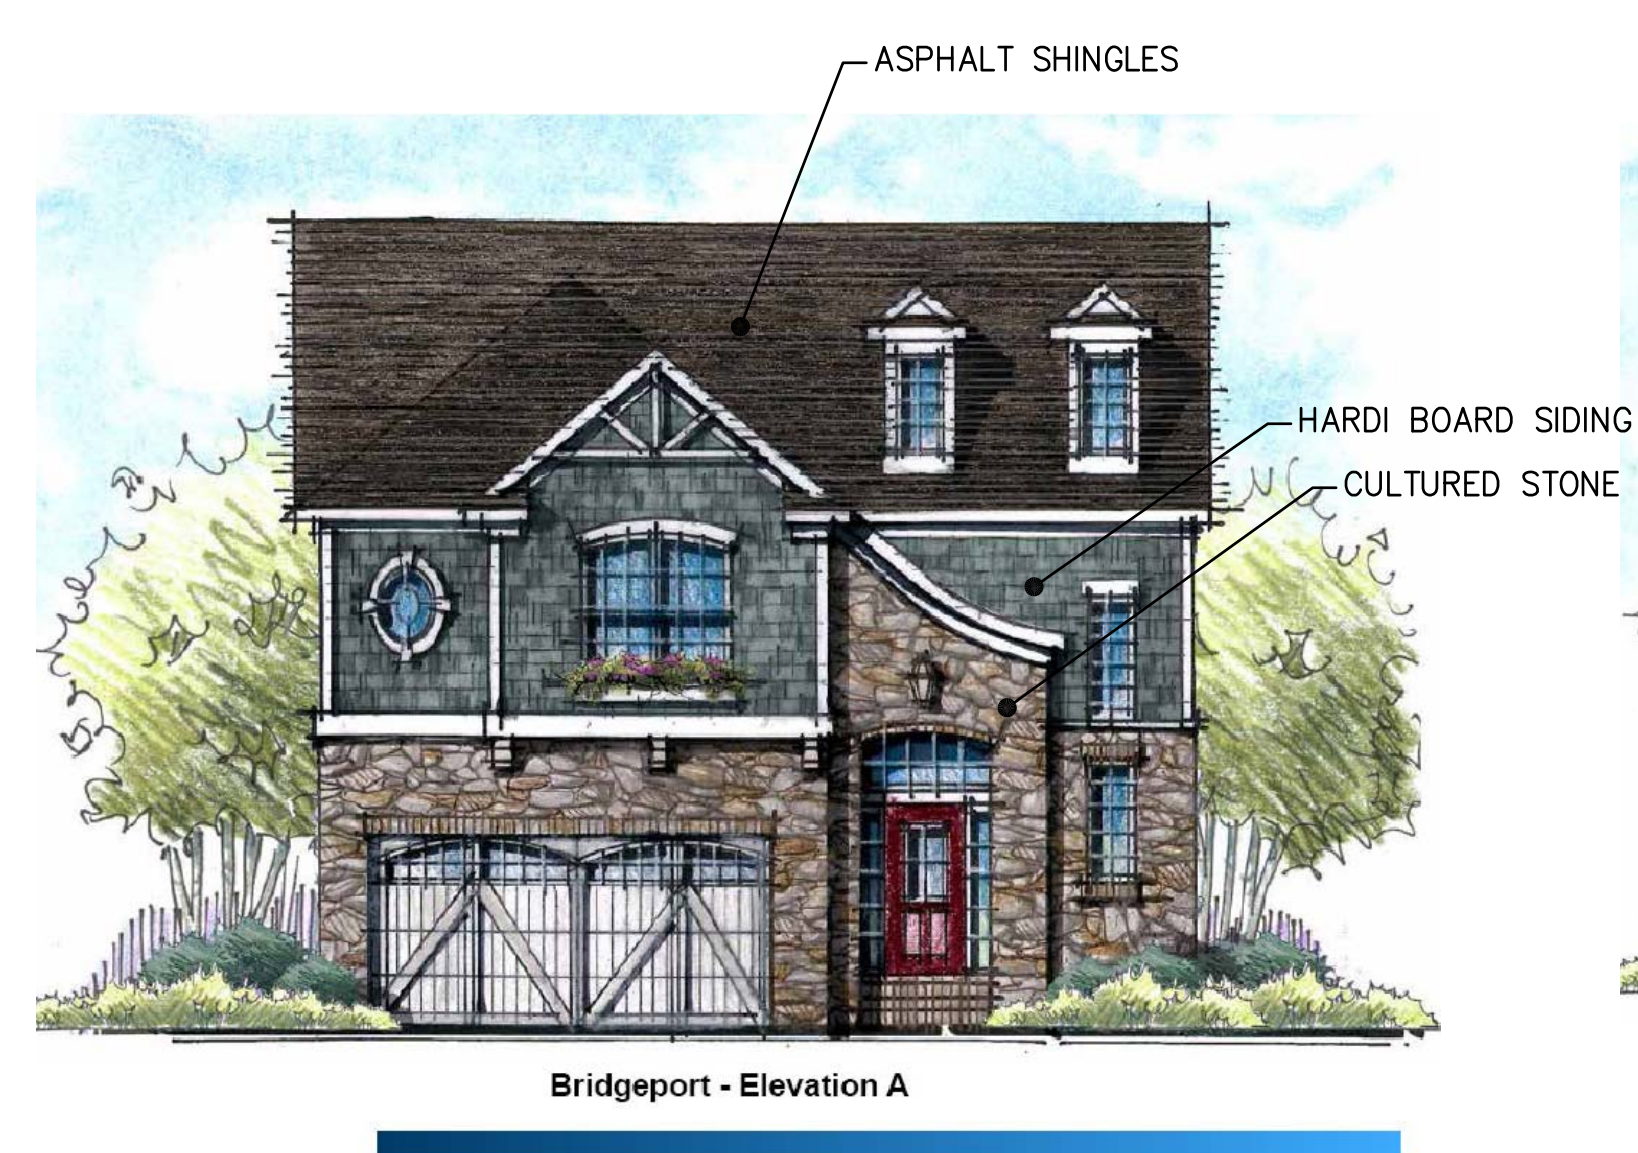 ASPHALT SHINGLES
HARDI BOARD SIDING
CULTURED STONE
Bridgeport - Elevation A